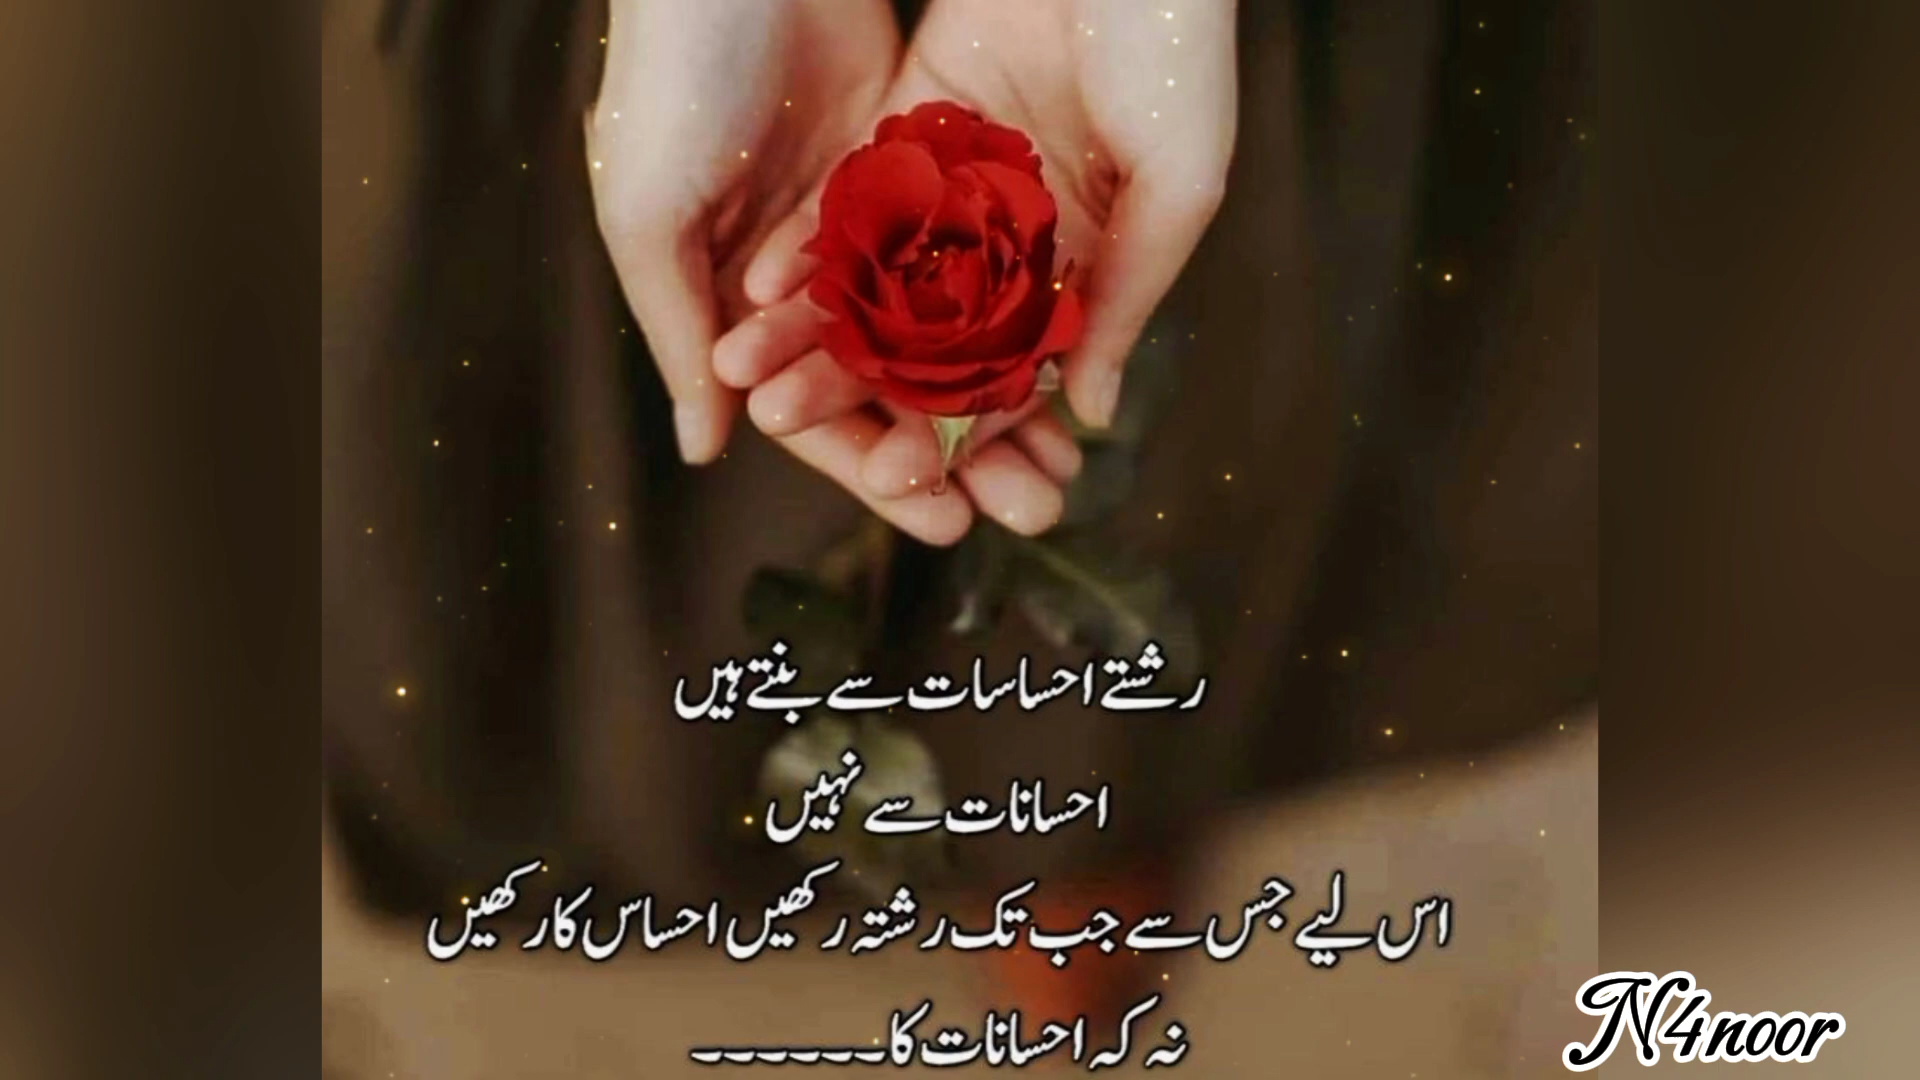 رشتے احساسات سے بنتے ہیں
احسانات سے نہیں
اس لیے جس سے جب تک رشتہ رکھیں احساس کا رکھیں
نہ کہ احسانات کا۔۔۔۔۔۔
N4noor